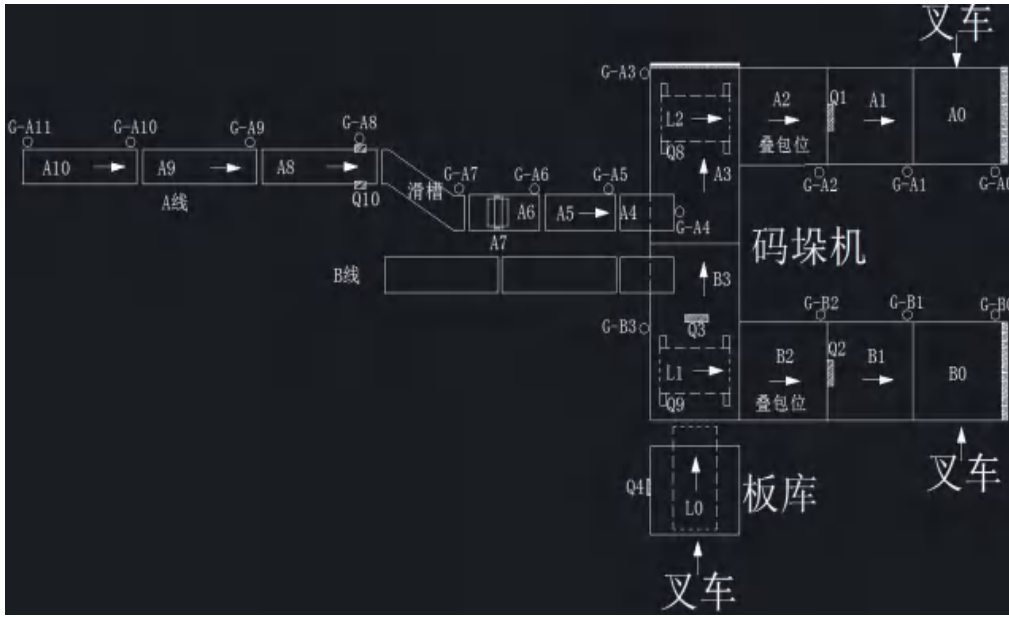 叉车
G-A3
L2
Q8
A3
A2
叠包位
Q1
A1
A0
G-A2
G-A1
G-A0
G-A11
G-A10
G-A9
G-A8
A10
A9
A8
A线
Q10
滑槽
G-A7
G-A6
G-A5
A6
A5
A4
G-A4
A7
码垛机
B线
B3
G-B3
Q3
G-B2
G-B1
G-B0
L1
Q9
B2
叠包位
Q2
B1
B0
叉车
Q4
L0
板库
叉车